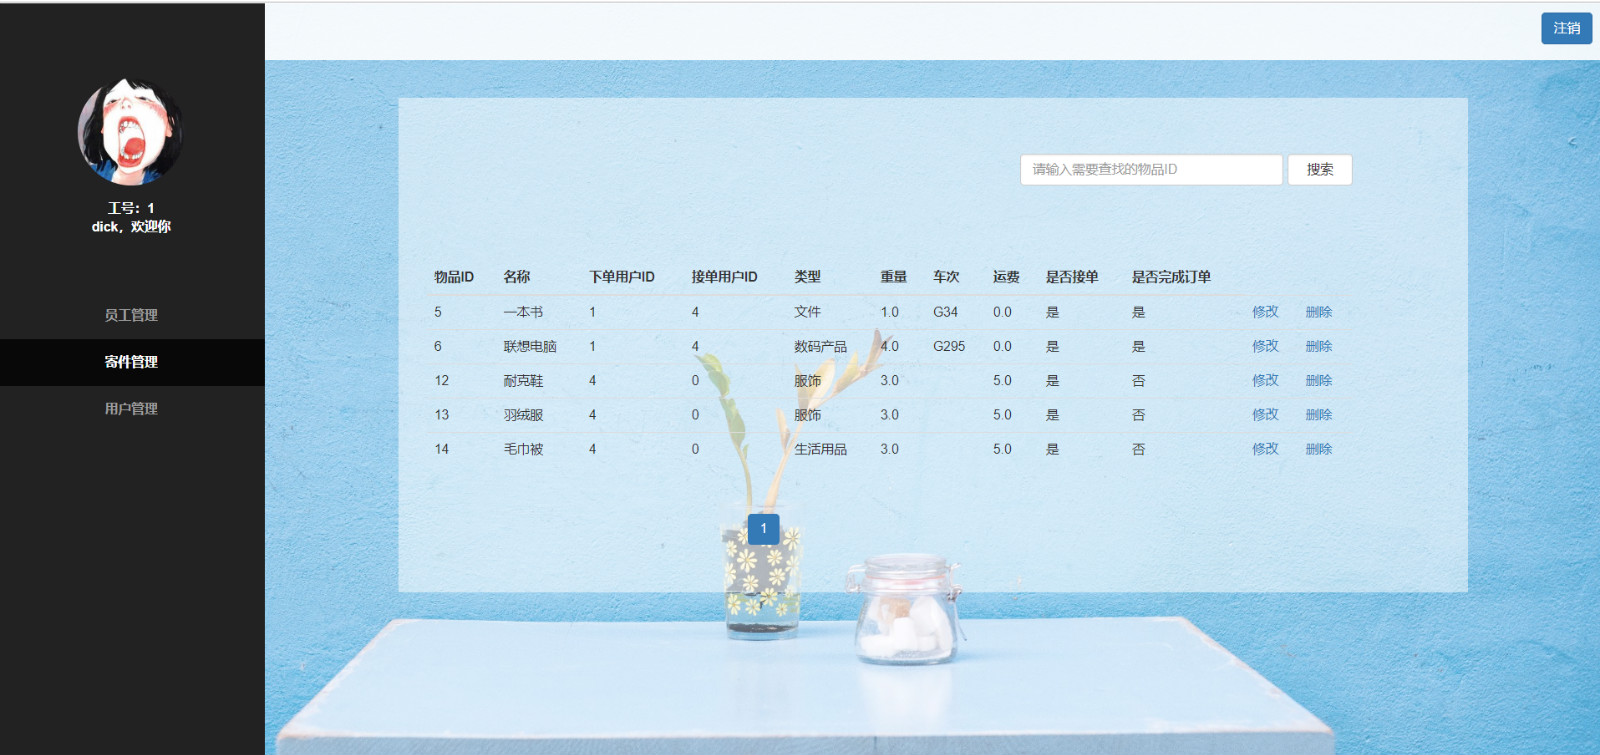 注销
工号：1
dick，欢迎你
员工管理
寄件管理
用户管理
请输入需要查找的物品ID 搜索
物品ID 名称 下单用户ID 接单用户ID 类型 重量 车次 运费 是否接单 是否完成订单
5 一本书 1 4 文件 1.0 G34 0.0 是 是 修改 删除
6 联想电脑 1 4 数码产品 4.0 G295 0.0 是 是 修改 删除
12 耐克鞋 4 0 服饰 3.0 5.0 是 否 修改 删除
13 羽绒服 4 0 服饰 3.0 5.0 是 否 修改 删除
14 毛巾被 4 0 生活用品 3.0 5.0 是 否 修改 删除
1